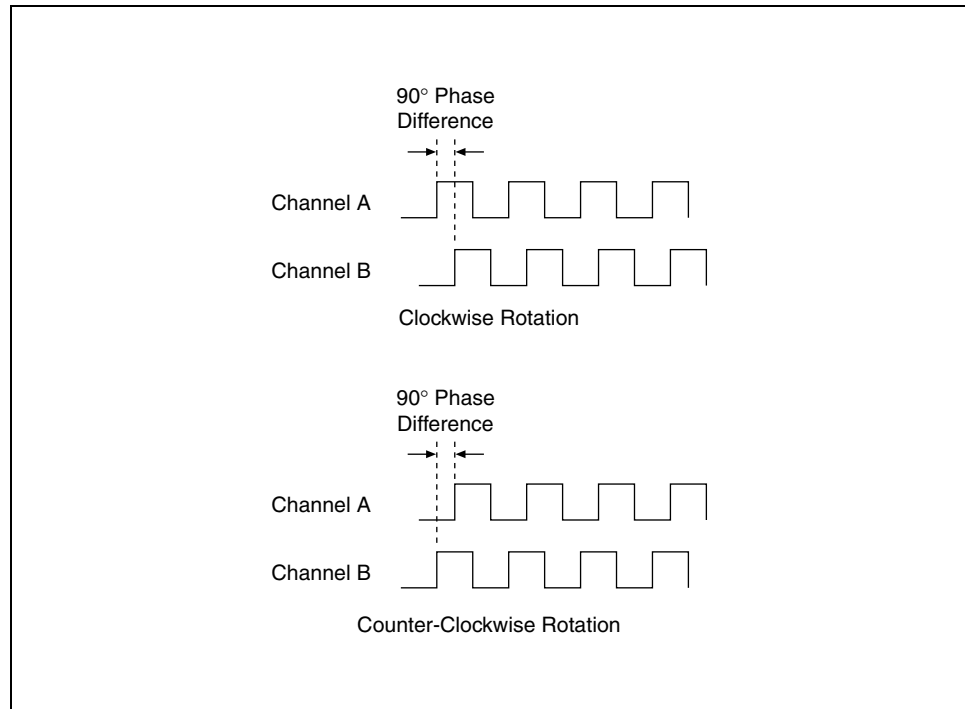 90° Phase
Difference
Channel A
Channel B
Clockwise Rotation
90° Phase
Difference
Channel A
Channel B
Counter-Clockwise Rotation